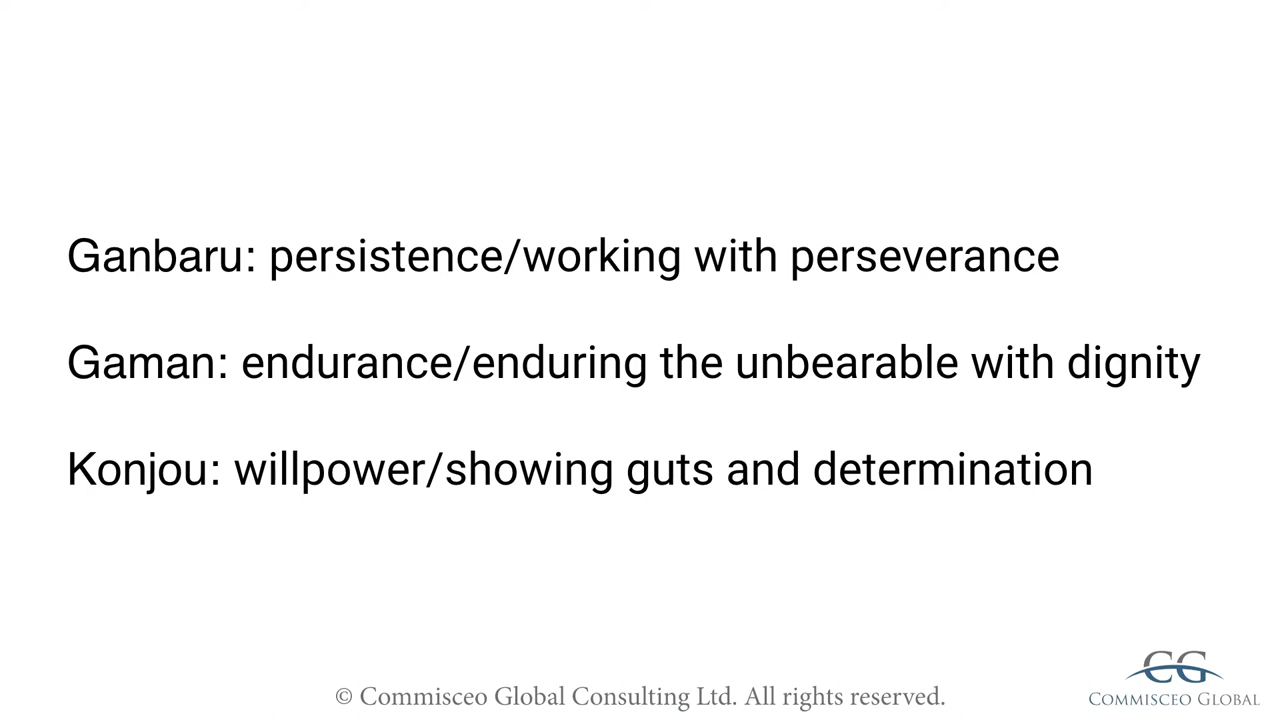 Ganbaru: persistence/working with perseverance
Gaman: endurance/enduring the unbearable with dignity
Konjou: willpower/showing guts and determination
CG
© Commisceo Global Consulting Ltd. All rights reserved.
COMMISCEO GLOBAL